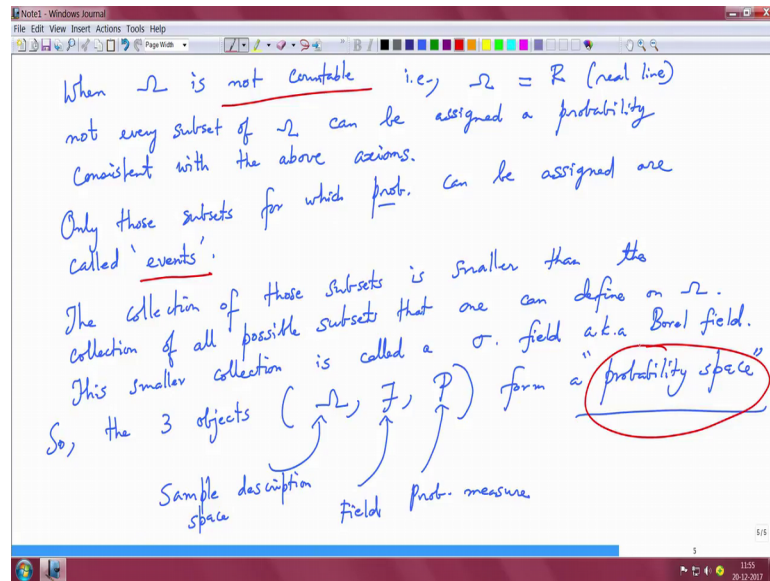 Note1 - Windows Journal
File Edit View Insert Actions Tools Help
Page Width
When Ω is not countable i.e., Ω = R (real line)
not every subset of Ω can be assigned a probability
consistent with the above axioms.
Only those subsets for which prob. can be assigned are
called 'events'.
The collection of those subsets is smaller than the
collection of all possible subsets that one can define on Ω.
This smaller collection is called a σ. field a.k.a Borel field.
So, the 3 objects (Ω, F, P) form a "probability space"
Sample description space
Field
Prob. measure
5/5
5
11:55
20-12-2017